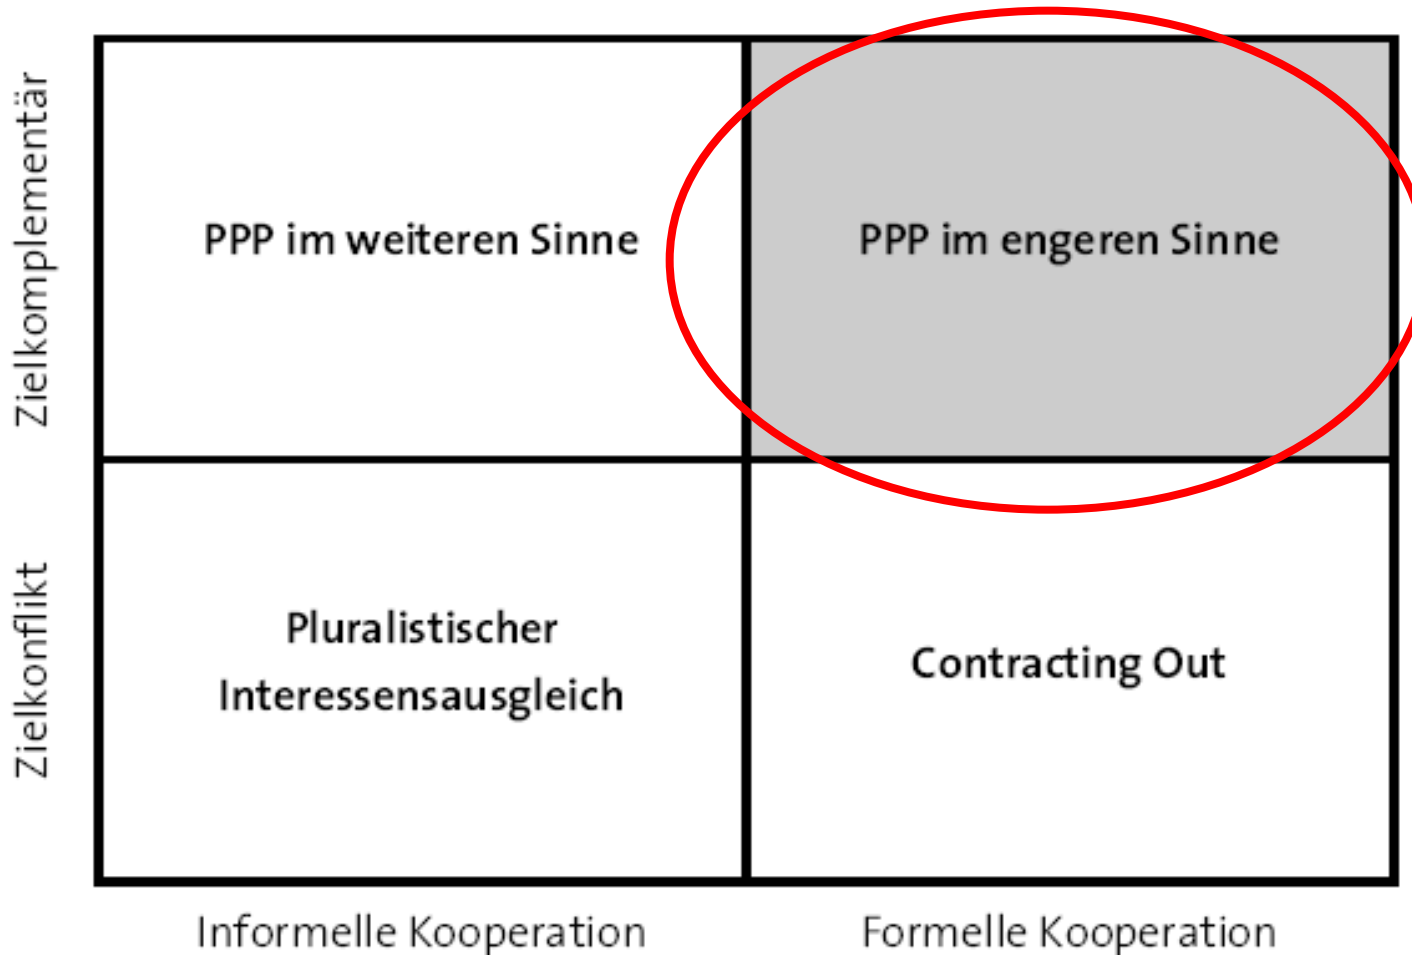 Zielkomplementär
PPP im weiteren Sinne
PPP im engeren Sinne
Zielkonflikt
Pluralistischer
Interessensausgleich
Contracting Out
Informelle Kooperation
Formelle Kooperation